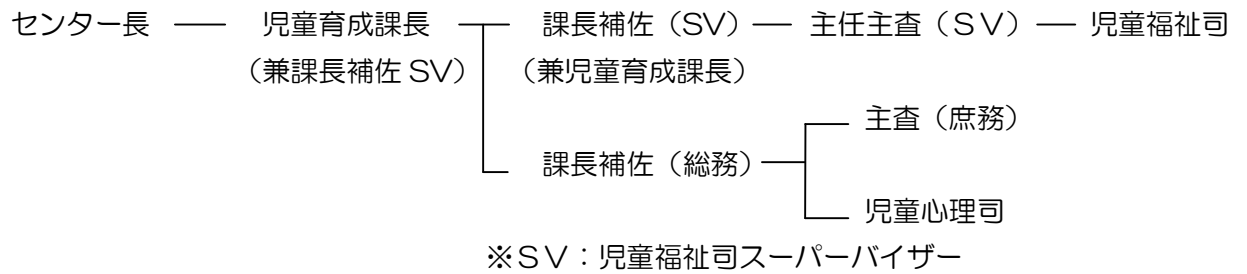 センター長 児童育成課長 課長補佐（SV） 主任主査（ＳＶ） 児童福祉司
（兼課長補佐 SV） （兼児童育成課長）
主査（庶務）
課長補佐（総務）
児童心理司
※ＳＶ：児童福祉司スーパーバイザー